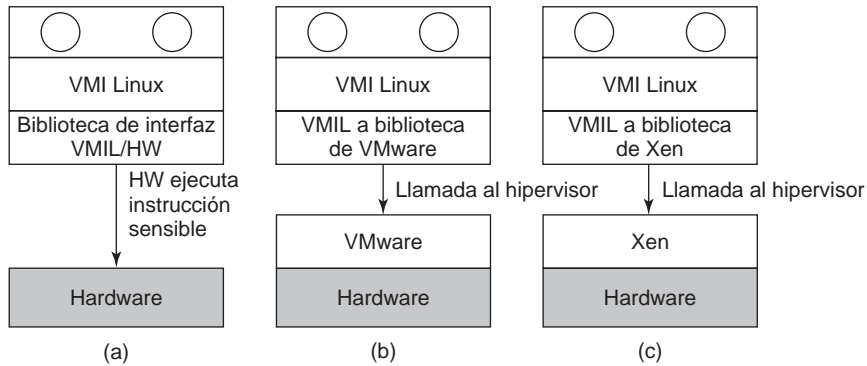 VMI Linux
Biblioteca de interfaz
VMIL/HW
HW ejecuta
instrucción
sensible
Hardware
(a)
VMI Linux
VMIL a biblioteca
de VMware
Llamada al hipervisor
VMware
Hardware
(b)
VMI Linux
VMIL a biblioteca
de Xen
Llamada al hipervisor
Xen
Hardware
(c)